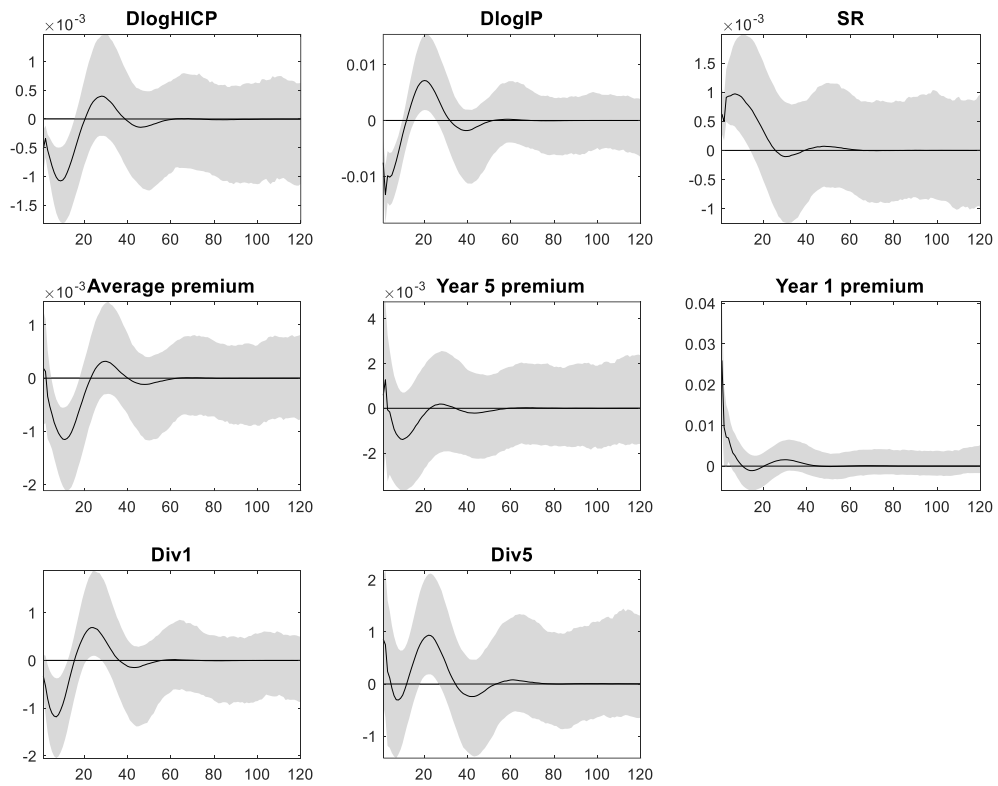 DlogHICP DlogIP SR
×10⁻³ ×10⁻³
1 0.5 0 -0.5 -1 -1.5
0.01 0 -0.01
1.5 1 0.5 0 -0.5 -1
20 40 60 80 100 120 20 40 60 80 100 120 20 40 60 80 100 120
×10⁻³ Average premium ×10⁻³ Year 5 premium Year 1 premium
1 0 -1 -2
4 2 0 -2
0.04 0.03 0.02 0.01 0
20 40 60 80 100 120 20 40 60 80 100 120 20 40 60 80 100 120
Div1 Div5
1 0 -1 -2
2 1 0 -1
20 40 60 80 100 120 20 40 60 80 100 120